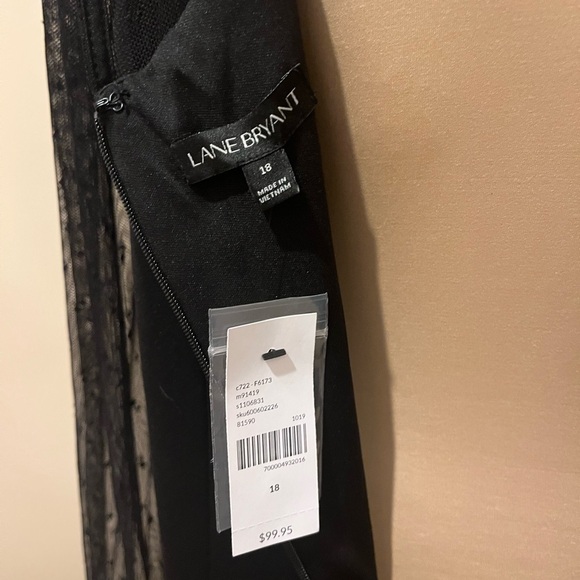 LANE BRYANT
18
MADE IN
VIETNAM
c722 - F6173
m91419
s1106831
sku600602226
81590 1019
700004932016
18
$99.95